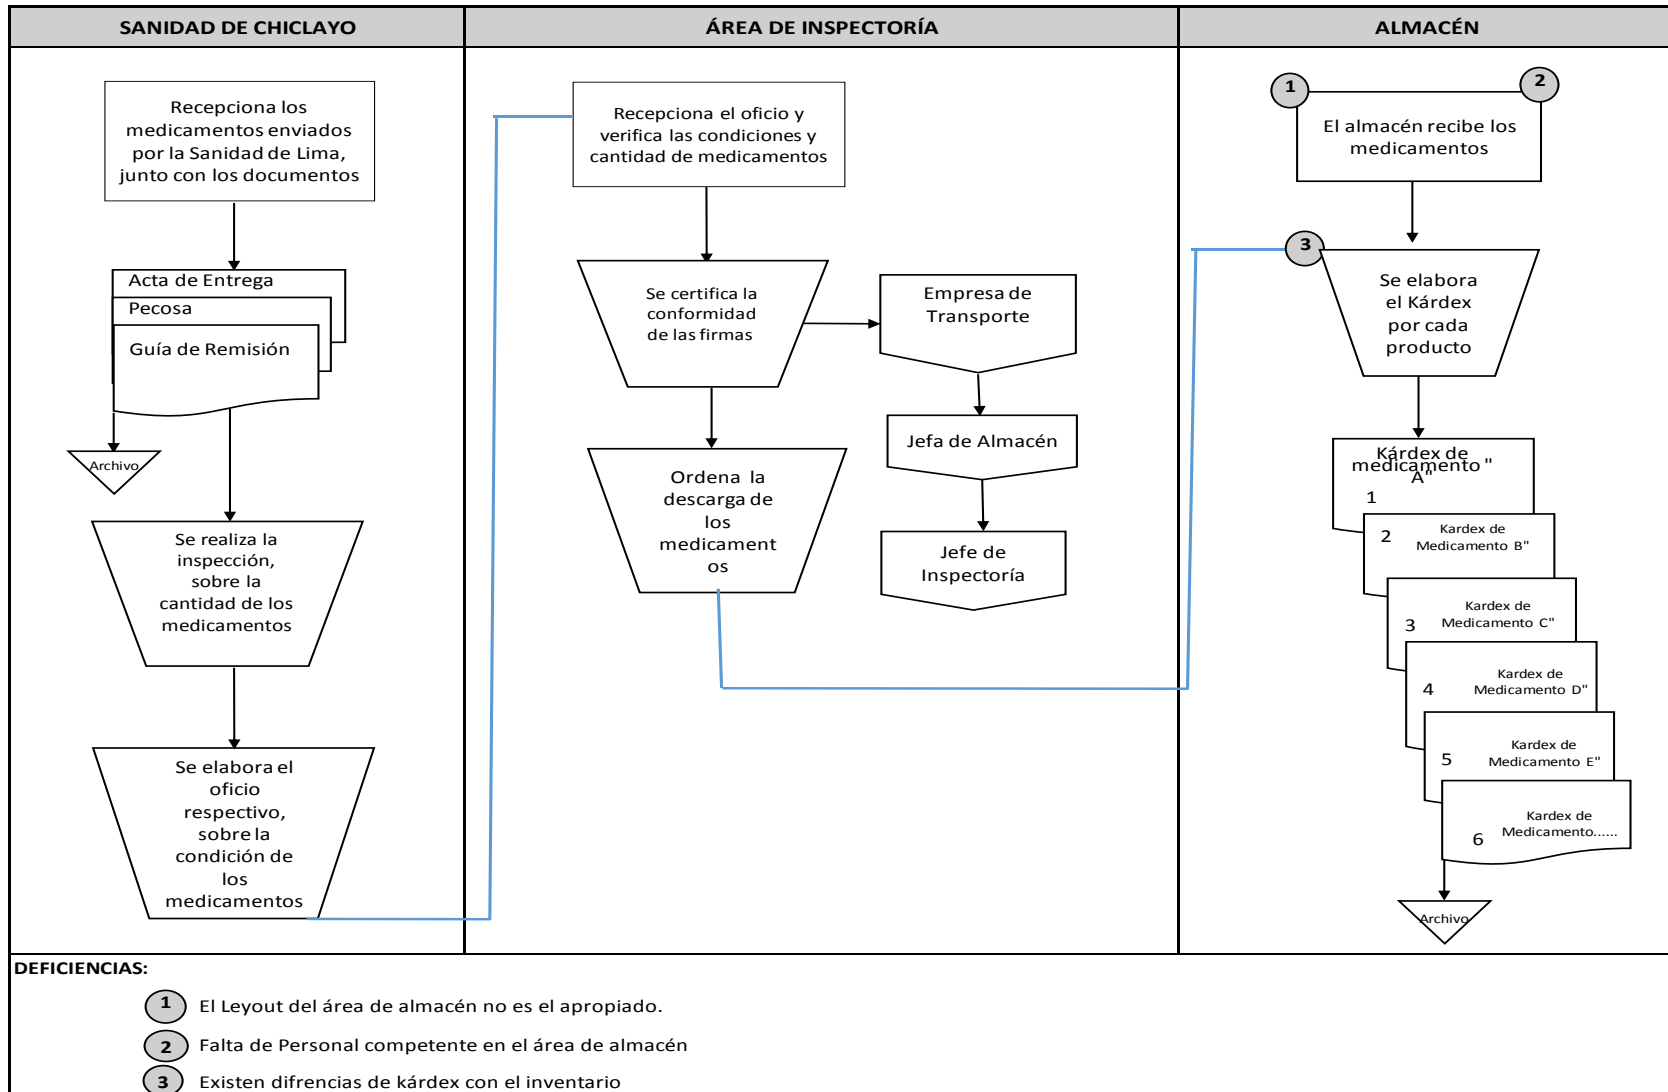 SANIDAD DE CHICLAYO
ÁREA DE INSPECTORÍA
ALMACÉN
Recepciona los
medicamentos enviados
por la Sanidad de Lima,
junto con los documentos
Acta de Entrega
Pecosa
Guía de Remisión
Archivo
Se realiza la
inspección,
sobre la
cantidad de los
medicamentos
Se elabora el
oficio
respectivo,
sobre la
condición de
los
medicamentos
Recepciona el oficio y
verifica las condiciones y
cantidad de medicamentos
Se certifica la
conformidad
de las firmas
Empresa de
Transporte
Jefa de Almacén
Jefe de
Inspectoría
Ordena la
descarga de
los
medicament
os
1
2
El almacén recibe los
medicamentos
3
Se elabora
el Kárdex
por cada
producto
Kárdex de
medicamento "
A"
1
2
Kardex de
Medicamento B"
3
Kardex de
Medicamento C"
4
Kardex de
Medicamento D"
5
Kardex de
Medicamento E"
6
Kardex de
Medicamento......
Archivo
DEFICIENCIAS:
1 El Leyout del área de almacén no es el apropiado.
2 Falta de Personal competente en el área de almacén
3 Existen difrencias de kárdex con el inventario